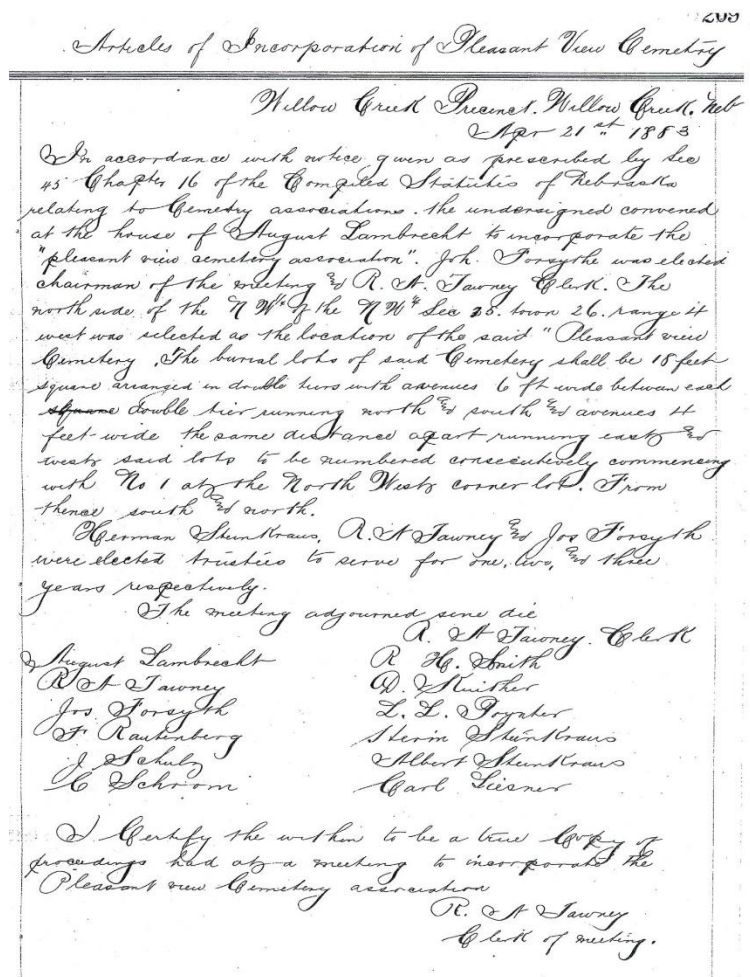 209
Articles of Incorporation of Pleasant View Cemetry
Willow Creek Precinct. Willow Creek. Neb
Apr 21st 1883
In accordance with notice given as prescribed by Sec
45 Chapter 16 of the Compiled Statutis of Nebraska
relating to Cemetry associations. the undersigned convened
at the house of August Lambrecht to incorporate the
"pleasant view cemetery association". Joh. Forsythe was elected
chairman of the meeting and R. A. Tawney Clerk. The
north side of the N W¼ of the N W¼ Sec 25. town 26. range 4
west was selected as the location of the said "Pleasant view
Cemetery. The burial lots of said Cemetery shall be 18 feet
square arranged in double tiers with avenues 6 ft wide betwean each
square double tier running north and south and avenues 4
feet wide the same distance apart running east and
west said lots to be numbered consecutively commencing
with No 1 at the North West corner lot. From
thence south and north.
Herman Steinkraus, R. A Tawney and Jos Forsyth
were elected trustees to serve for one, two, and three
years respectively.
The meeting adjourned sine die
R. A Tawney. Clerk
August Lambrecht R H. Smith
R A Tawney D.
Jos Forsyth L. L. Poynter
F Rautenberg Herm Steinkraus
J Schulz Albert Steinkraus
C Schroom Carl Liesner
I Certify the within to be a true Copy of
proceedings had at a meeting to incorporate the
Pleasant view Cemetery association
R. A Tawney
Clerk of meeting.